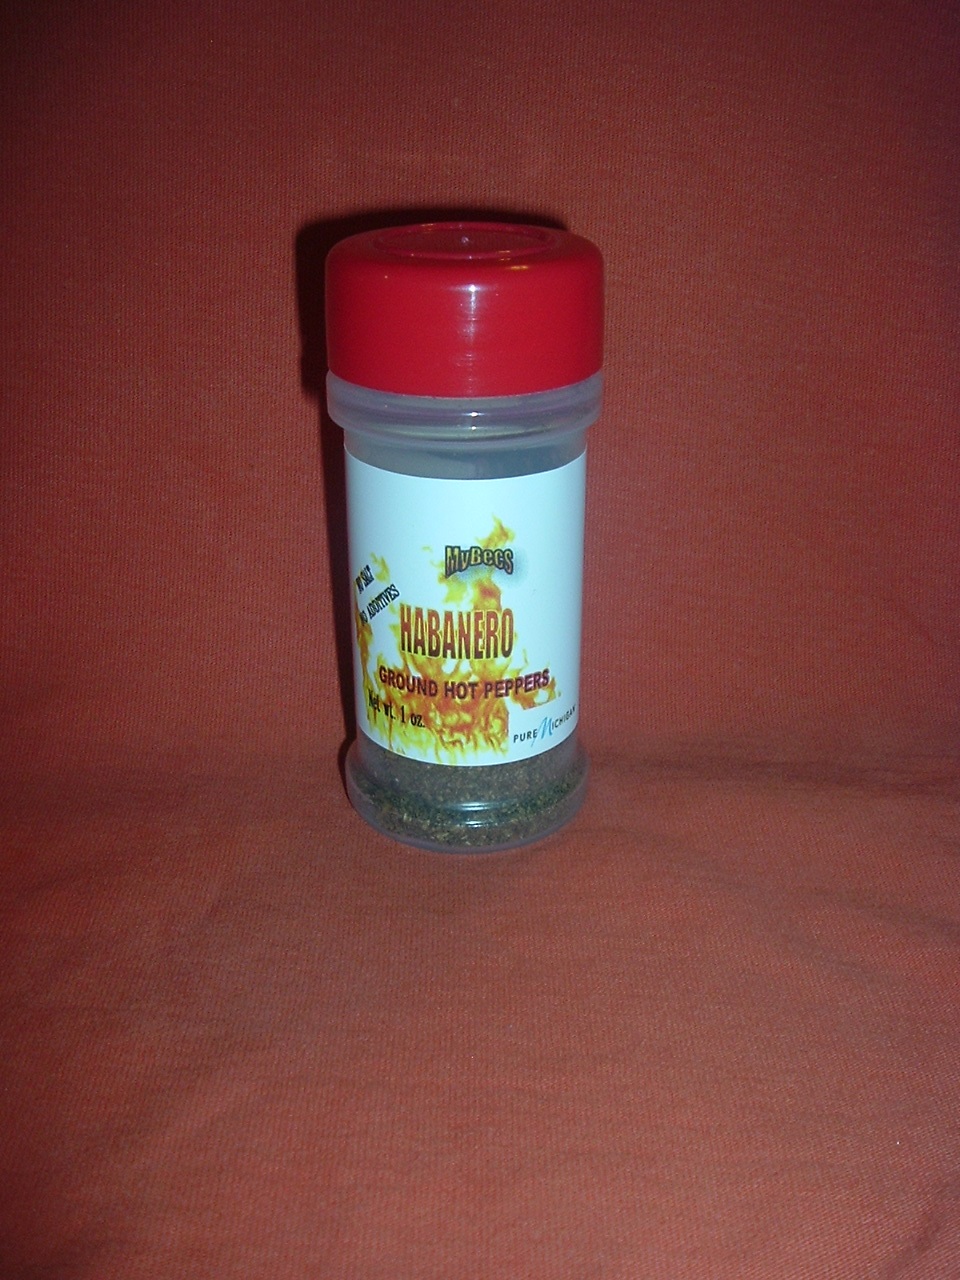 MyBecs
NO SALT
NO ADDITIVES
HABANERO
GROUND HOT PEPPERS
Net wt. 1 oz.
PURE MICHIGAN